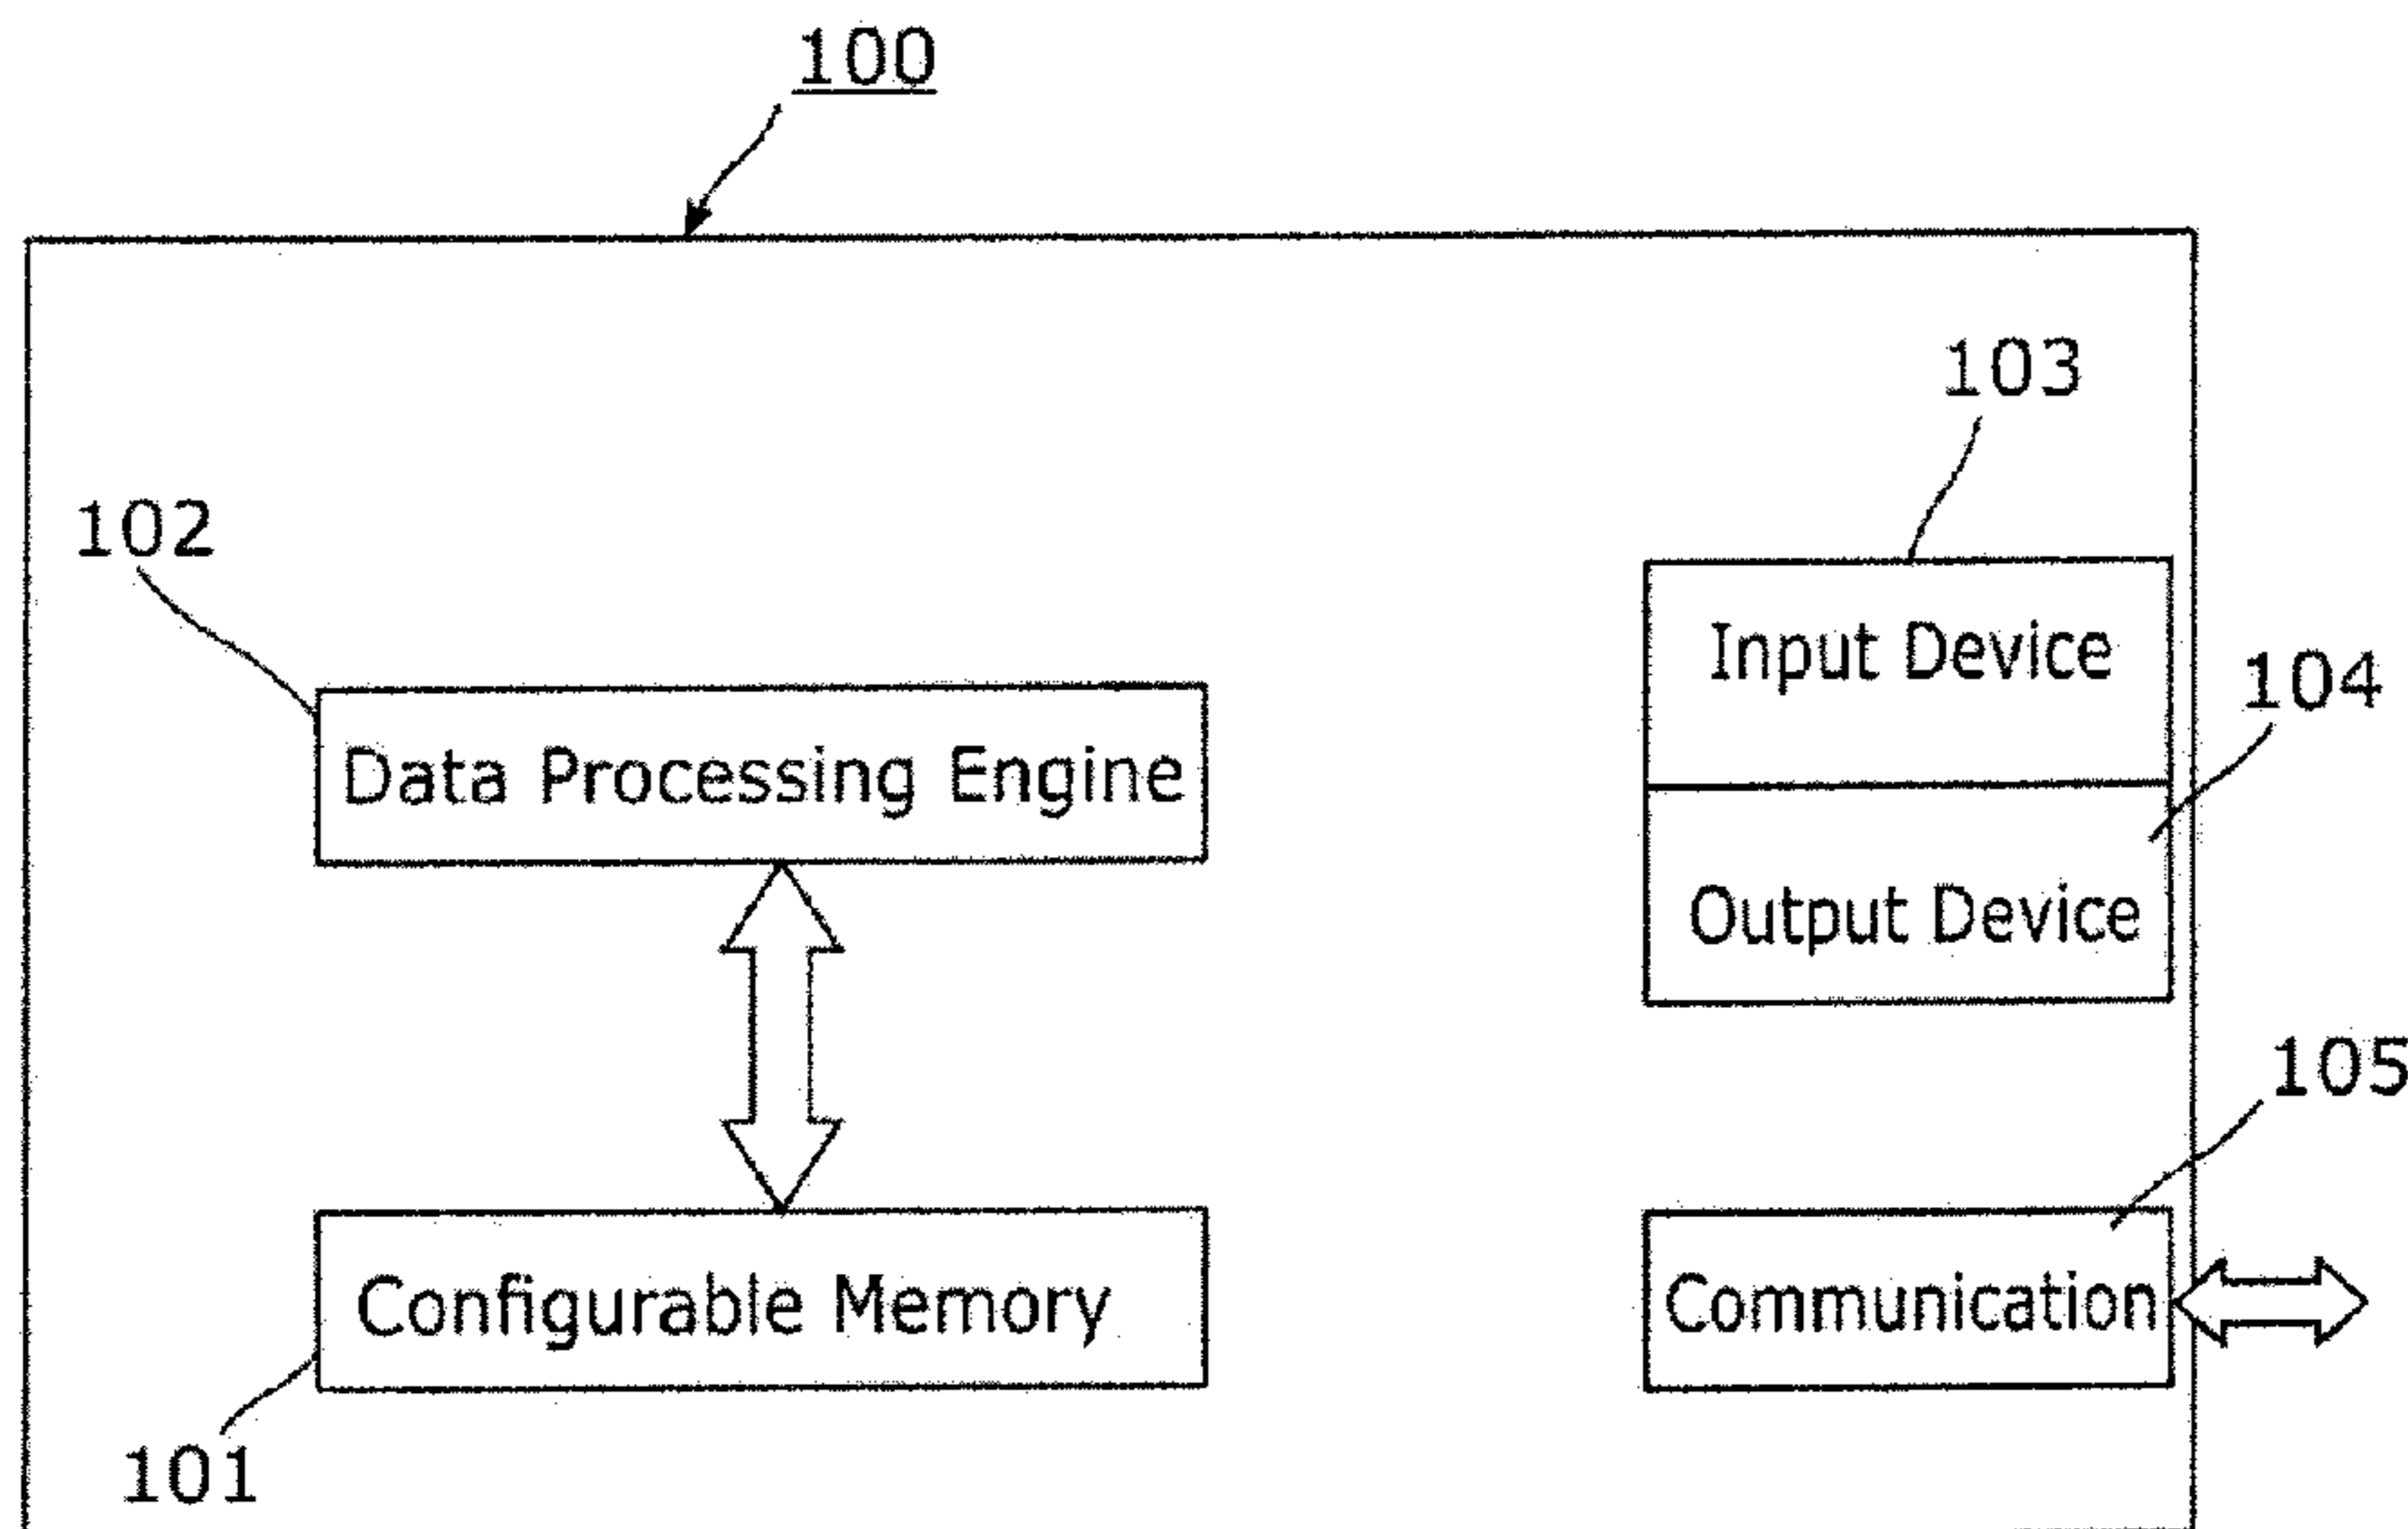 100
103
102
Input Device
104
Data Processing Engine
Output Device
105
Configurable Memory
Communication
101